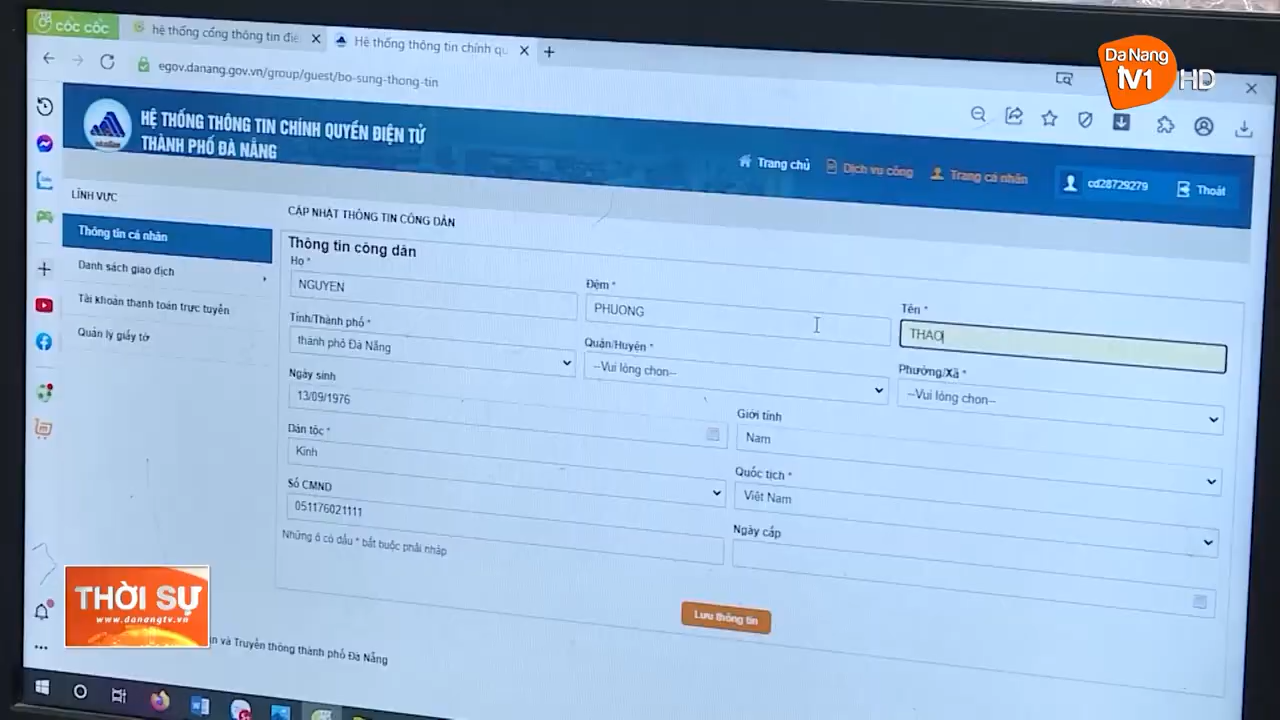 cốc cốc
hệ thống cổng thông tin điệ
Hệ thống thông tin chính qu
egov.danang.gov.vn/group/guest/bo-sung-thong-tin
DaNang
tv1 HD
HỆ THỐNG THÔNG TIN CHÍNH QUYỀN ĐIỆN TỬ
THÀNH PHỐ ĐÀ NẴNG
Trang chủ
Dịch vụ công
Trang cá nhân
cd28729279
Thoát
LĨNH VỰC
Thông tin cá nhân
Danh sách giao dịch
Tài khoản thanh toán trực tuyến
Quản lý giấy tờ
CẬP NHẬT THÔNG TIN CÔNG DÂN
Thông tin công dân
Họ *
NGUYEN
Đệm *
PHUONG
Tên *
THAO
Tỉnh/Thành phố *
thành phố Đà Nẵng
Quận/Huyện *
--Vui lòng chọn--
Phường/Xã *
--Vui lòng chọn--
Ngày sinh
13/09/1976
Giới tính
Nam
Dân tộc *
Kinh
Quốc tịch *
Việt Nam
Số CMND
051176021111
Ngày cấp
Những ô có dấu * bắt buộc phải nhập
Lưu thông tin
THỜI SỰ
www.danangtv.vn
in và Truyền thông thành phố Đà Nẵng